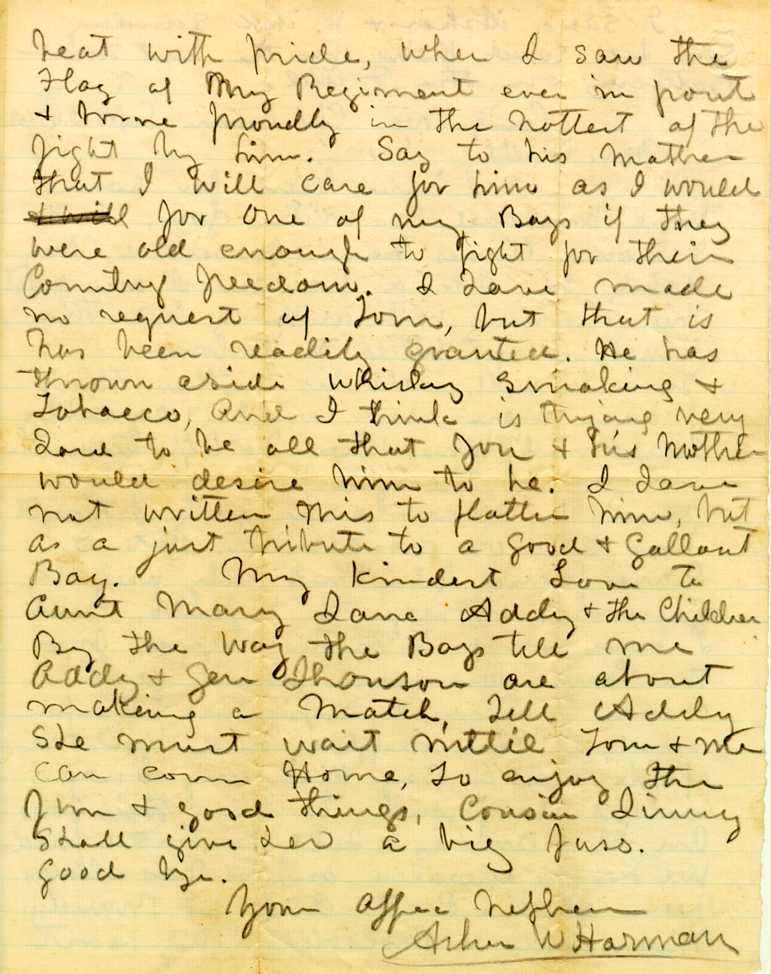 beat with pride, when I saw the
Flag of My Regiment ever in front
& borne proudly in the hottest of the
fight by him. Say to his Mother
that I will care for him as I would
for one of my Boys if they
were old enough to fight for their
Country freedom. I have made
no request of Tom, but that is
has been readily granted. He has
thrown aside whiskey Smoking &
Tobacco, And I think is trying very
hard to be all that you & his Mother
would desire him to be. I have
not written this to flatter him, but
as a just tribute to a good & Gallant
Boy. My kindest Love to
Aunt Mary Jane Addy & the Children
By the way the Boys tell me
Addy & Gen Jhonson are about
making a Match, Tell Addy
She must wait until Tom & me
can come Home, to enjoy the
fun & good things, Cousin Jinny
Shall give her a big fuss.
Good bye.
Your Affec Nephew
Asher W Harman